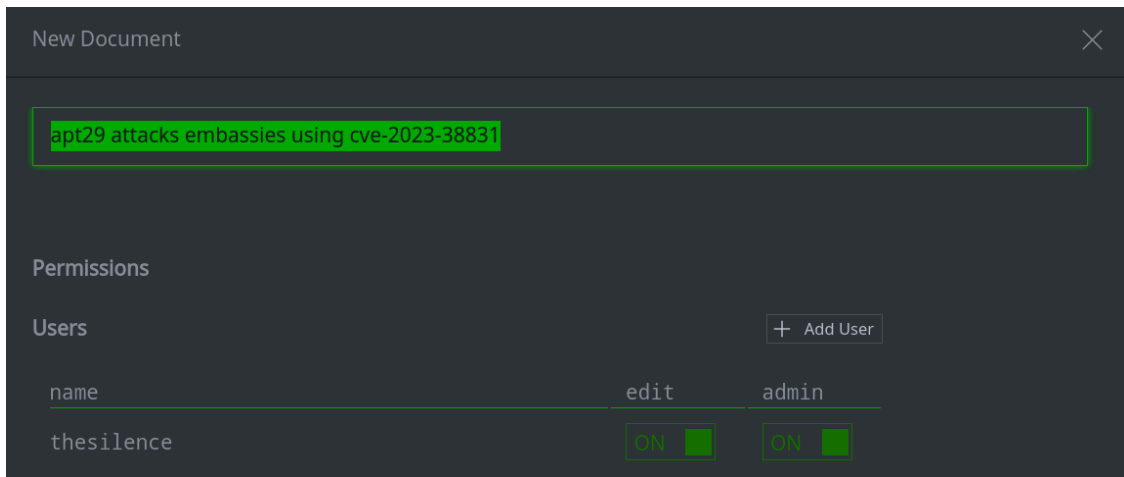 New Document
apt29 attacks embassies using cve-2023-38831
Permissions
Users
Add User
name edit admin
thesilence ON ON